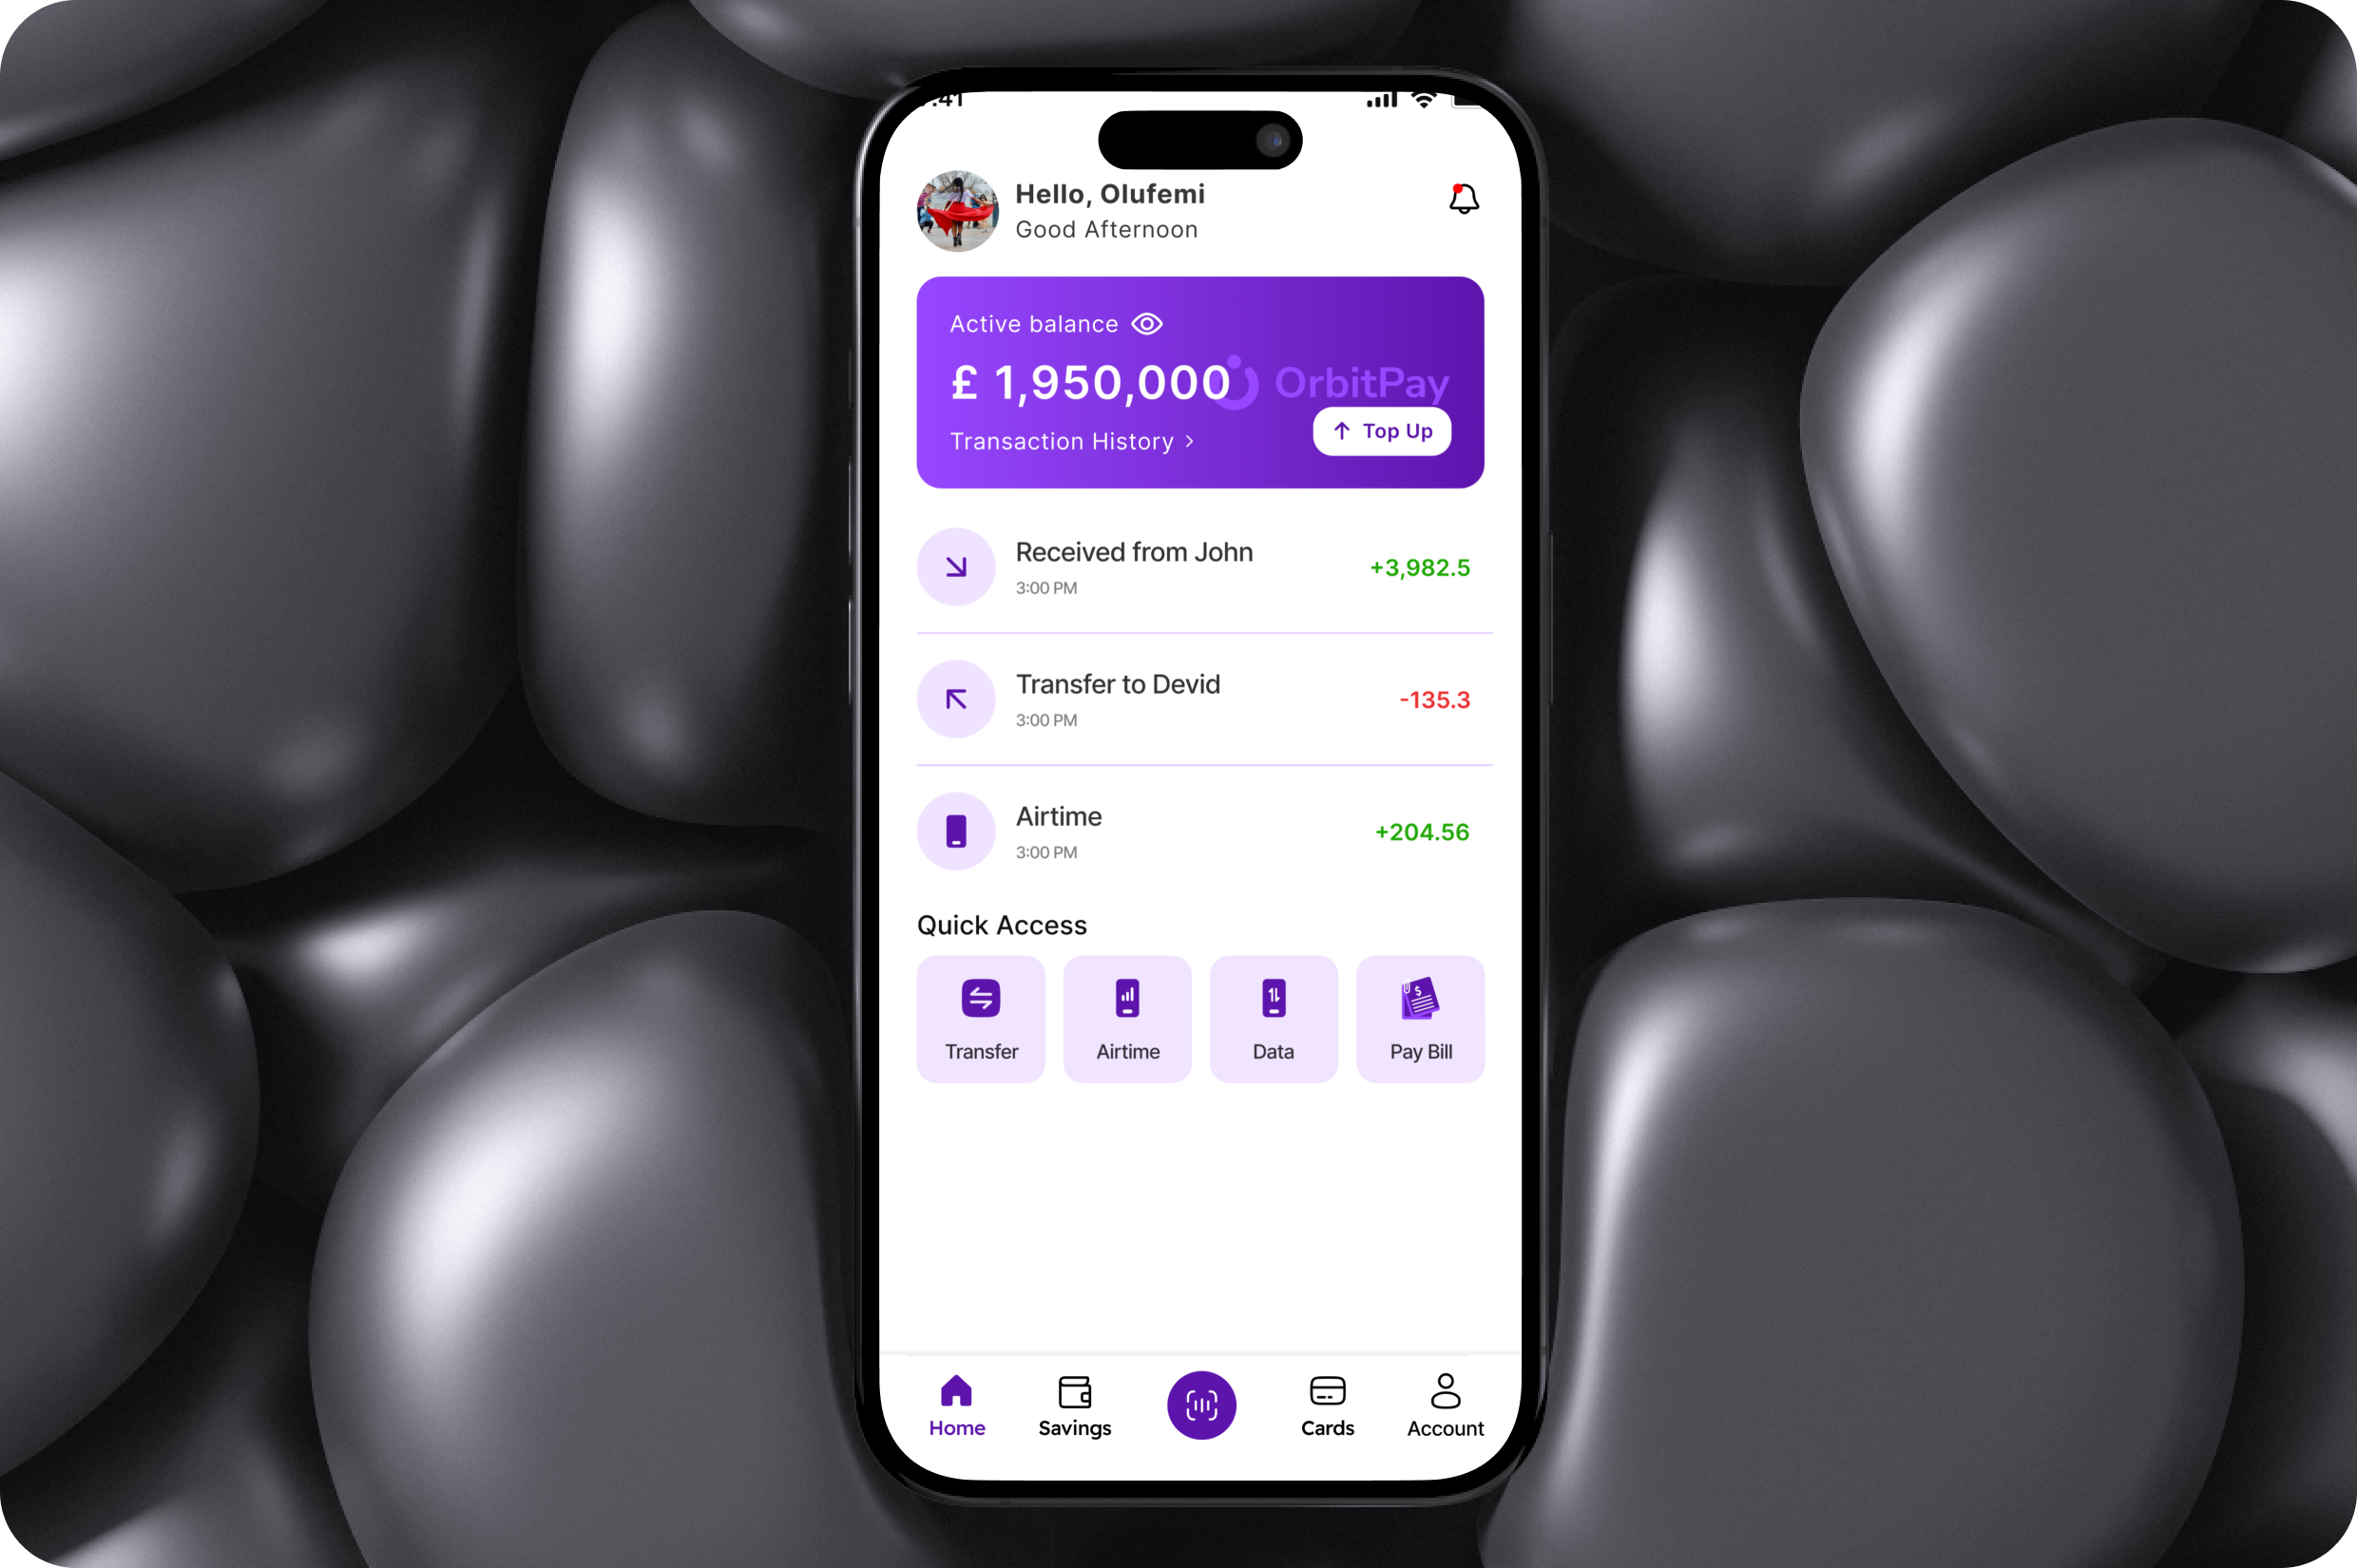 :41
Hello, Olufemi
Good Afternoon
Active balance
£ 1,950,000
OrbitPay
Transaction History >
Top Up
Received from John
3:00 PM
+3,982.5
Transfer to Devid
3:00 PM
-135.3
Airtime
3:00 PM
+204.56
Quick Access
Transfer
Airtime
Data
$
Pay Bill
Home
Savings
Cards
Account